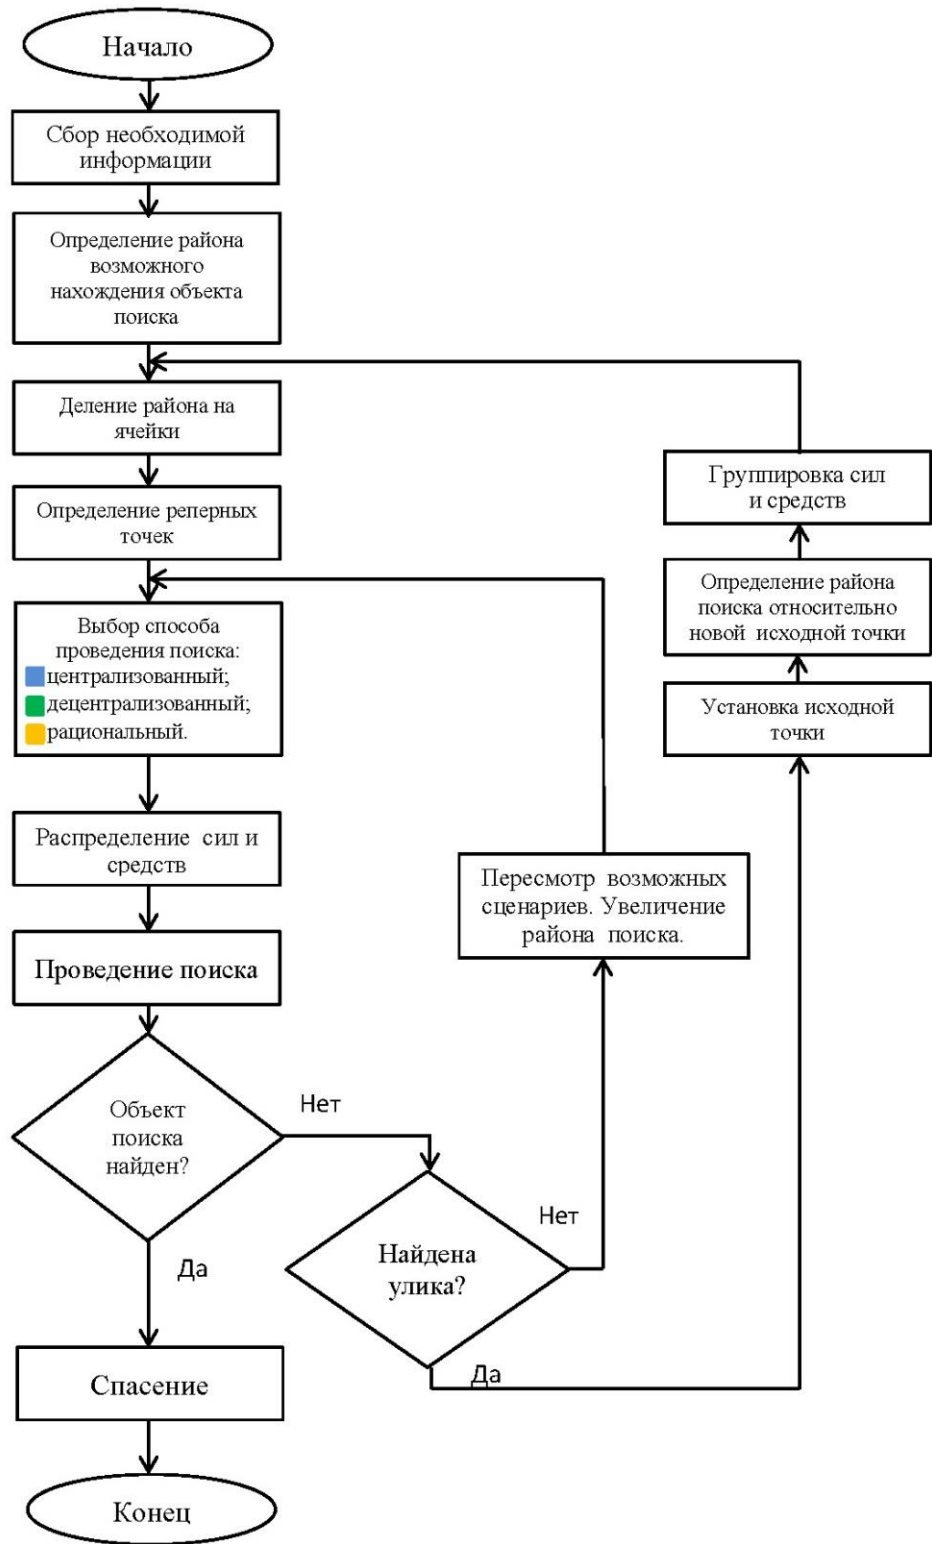 Начало
Сбор необходимой
информации
Определение района
возможного
нахождения объекта
поиска
Деление района на
ячейки
Определение реперных
точек
Выбор способа
проведения поиска:
централизованный;
децентрализованный;
рациональный.
Распределение сил и
средств
Проведение поиска
Объект
поиска
найден?
Нет
Да
Найдена
улика?
Нет
Да
Пересмотр возможных
сценариев. Увеличение
района поиска.
Установка исходной
точки
Определение района
поиска относительно
новой исходной точки
Группировка сил
и средств
Спасение
Конец